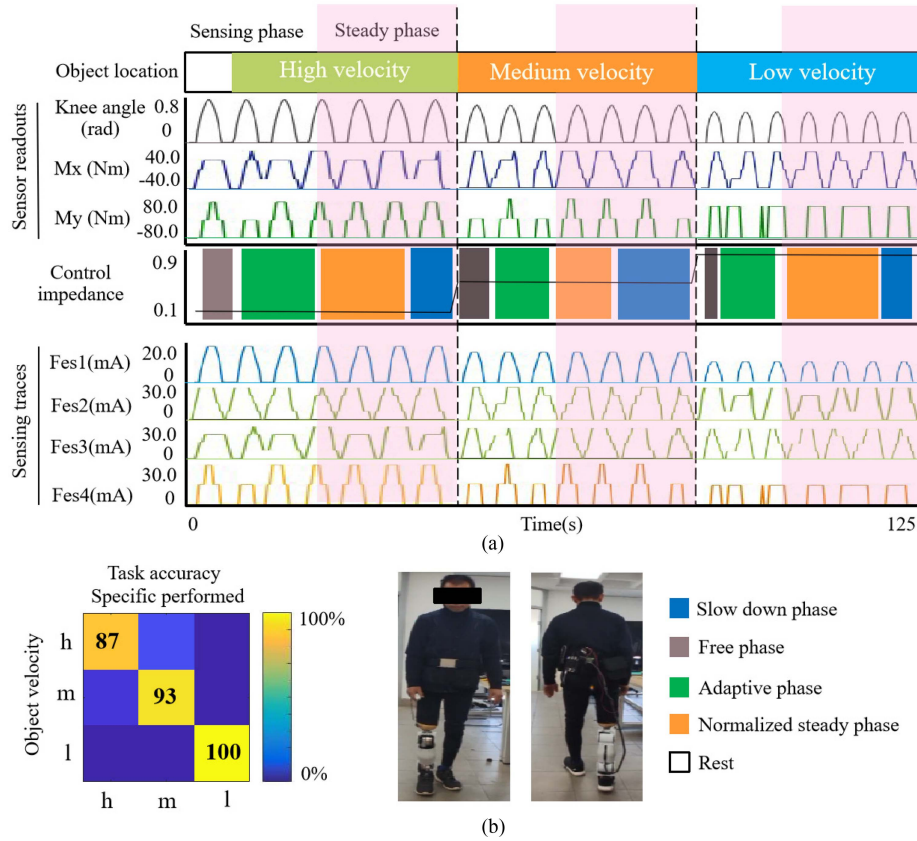 Sensing phase
Steady phase
Object location
High velocity
Medium velocity
Low velocity
Sensor readouts
Knee angle
(rad)
0.8
0
Mx (Nm)
40.0
-40.0
My (Nm)
80.0
-80.0
Control
impedance
0.9
0.1
Sensing traces
Fes1(mA)
20.0
0
Fes2(mA)
30.0
0
Fes3(mA)
30.0
0
Fes4(mA)
30.0
0
0
Time(s)
125
(a)
Task accuracy
Specific performed
Object velocity
h
87
m
93
l
100
h
m
l
100%
0%
Slow down phase
Free phase
Adaptive phase
Normalized steady phase
Rest
(b)